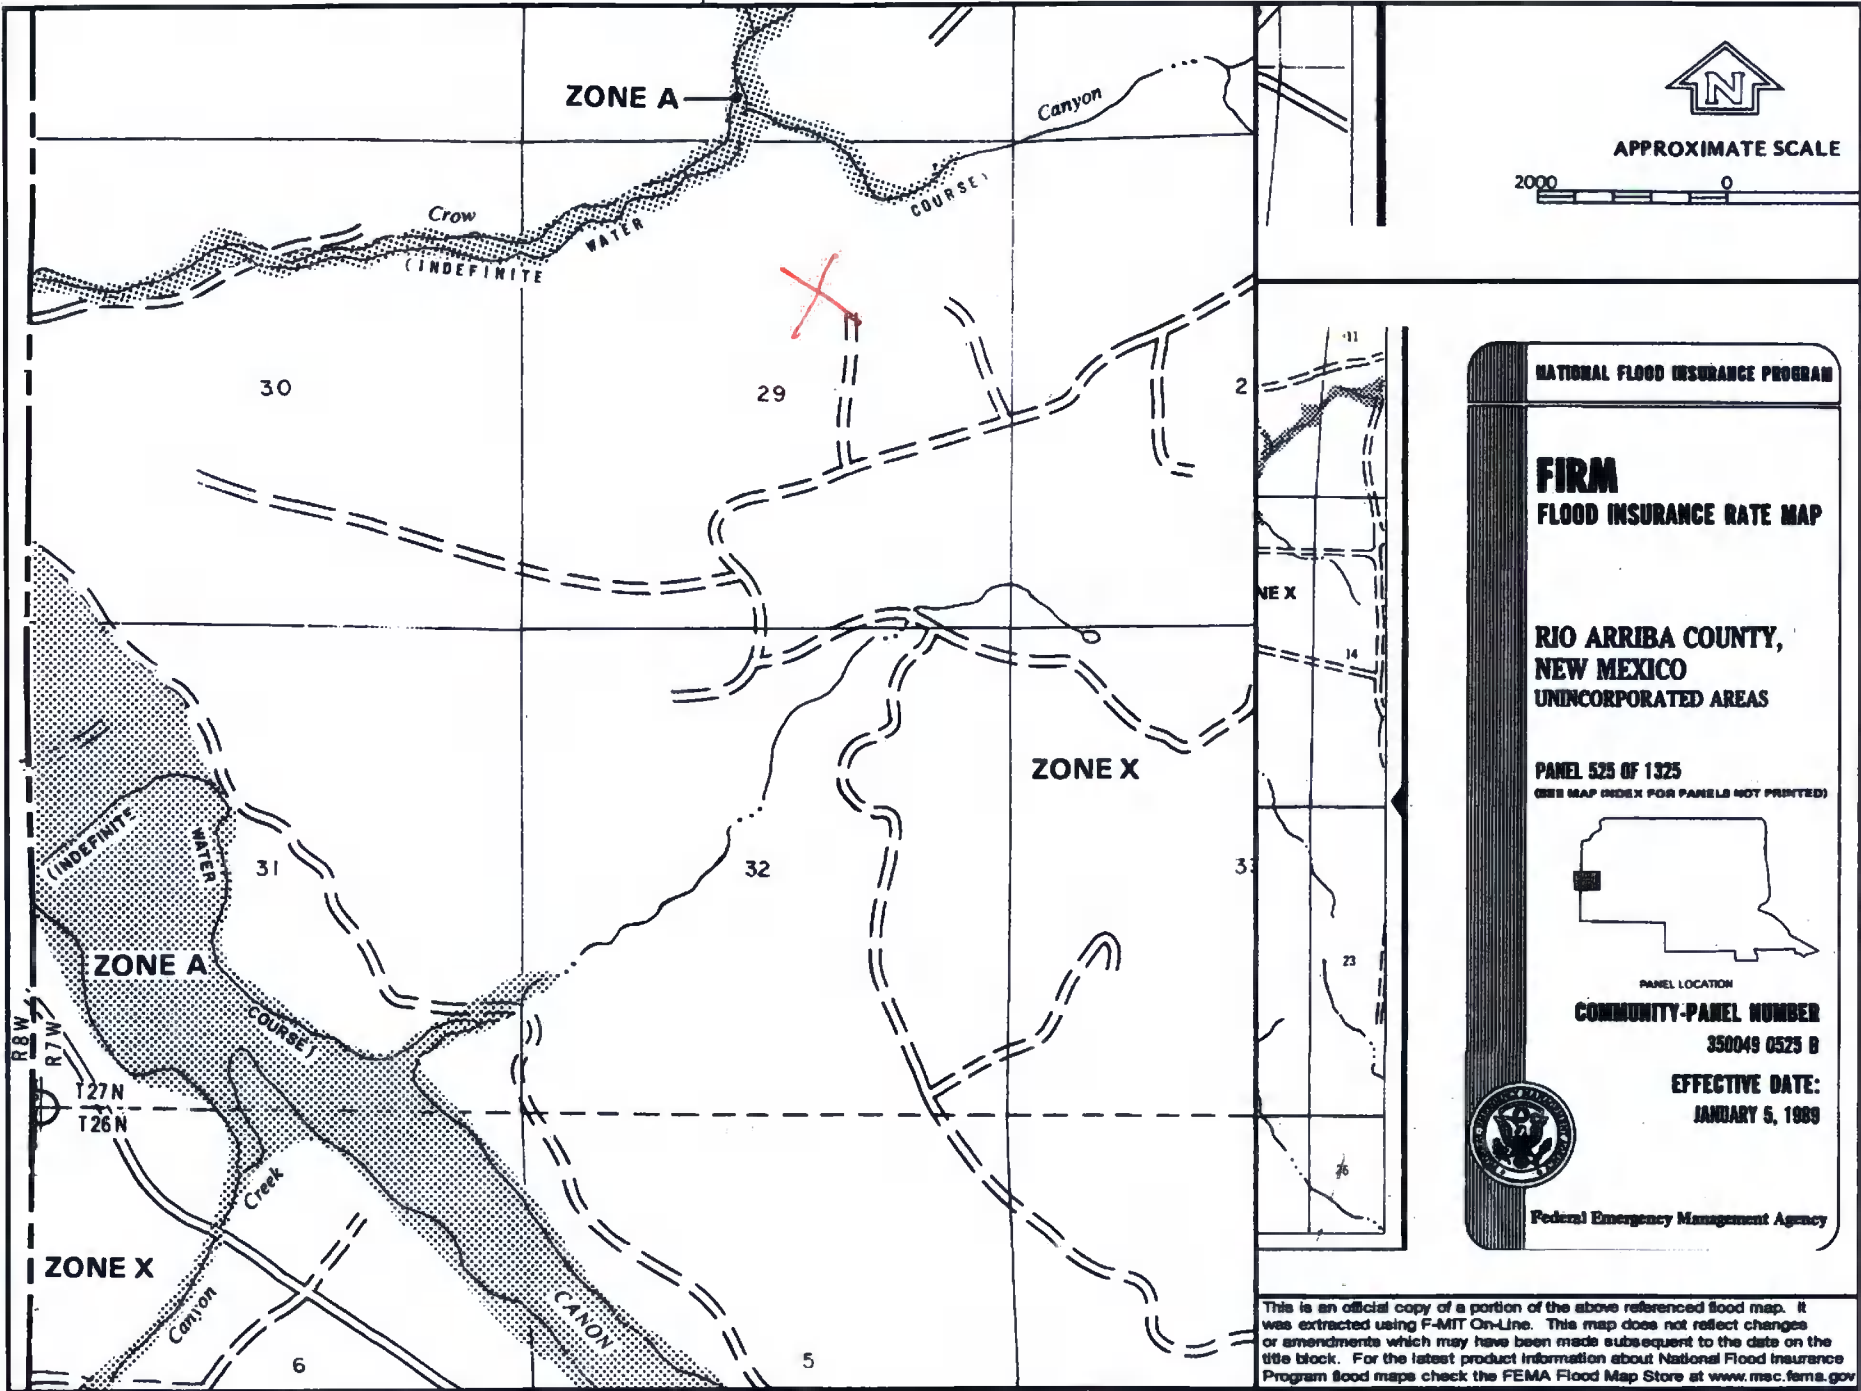 ZONE A
Canyon
Crow
(INDEFINITE
WATER
COURSE)
30
29
2
ZONE X
(INDEFINITE
WATER
31
32
33
ZONE A
COURSE)
R8W
R7W
T27N
T26N
Creek
ZONE X
Canyon
CANON
6
5
N
APPROXIMATE SCALE
2000
0
11
NE X
14
23
26
NATIONAL FLOOD INSURANCE PROGRAM
FIRM
FLOOD INSURANCE RATE MAP
RIO ARRIBA COUNTY,
NEW MEXICO
UNINCORPORATED AREAS
PANEL 525 OF 1325
(SEE MAP INDEX FOR PANELS NOT PRINTED)
PANEL LOCATION
COMMUNITY-PANEL NUMBER
350049 0525 B
EFFECTIVE DATE:
JANUARY 5, 1989
Federal Emergency Management Agency
This is an official copy of a portion of the above referenced flood map. It
was extracted using F-MIT On-Line. This map does not reflect changes
or amendments which may have been made subsequent to the date on the
title block. For the latest product information about National Flood Insurance
Program flood maps check the FEMA Flood Map Store at www.msc.fema.gov